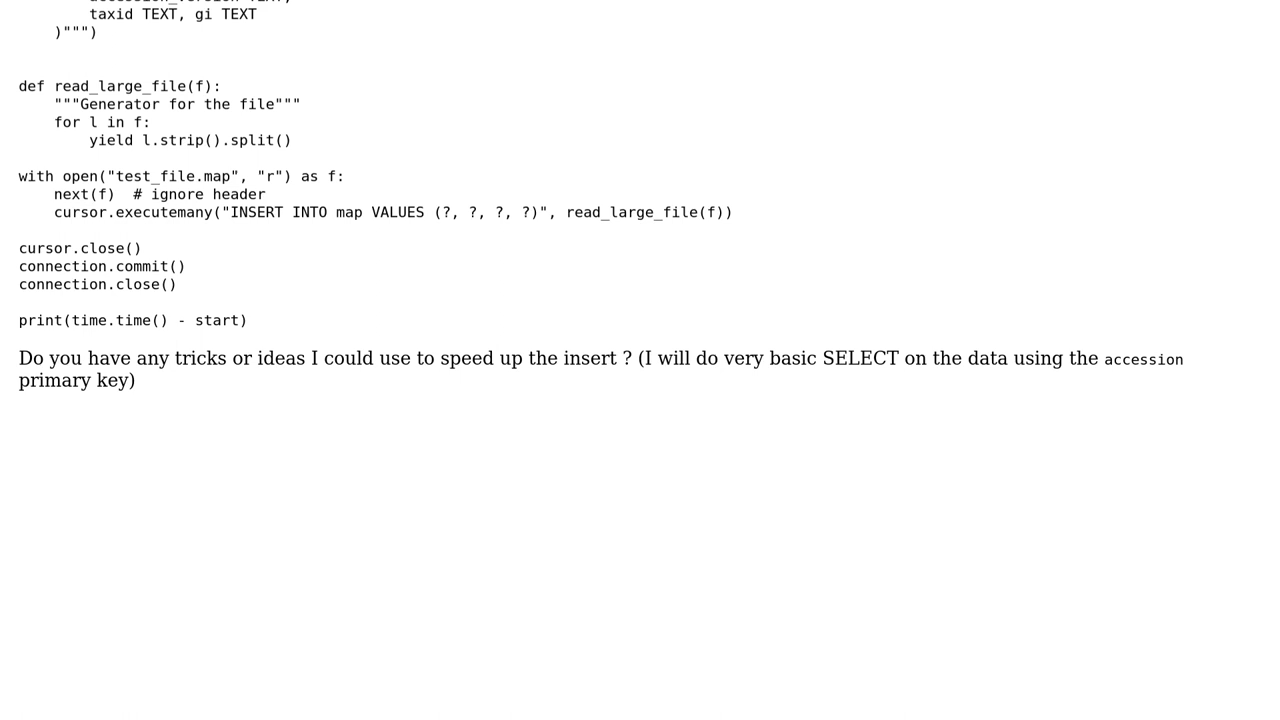 taxid TEXT, gi TEXT
    )""")
def read_large_file(f):
    """Generator for the file"""
    for l in f:
        yield l.strip().split()
with open("test_file.map", "r") as f:
    next(f)  # ignore header
    cursor.executemany("INSERT INTO map VALUES (?, ?, ?, ?)", read_large_file(f))
cursor.close()
connection.commit()
connection.close()
print(time.time() - start)
Do you have any tricks or ideas I could use to speed up the insert ? (I will do very basic SELECT on the data using the accession
primary key)